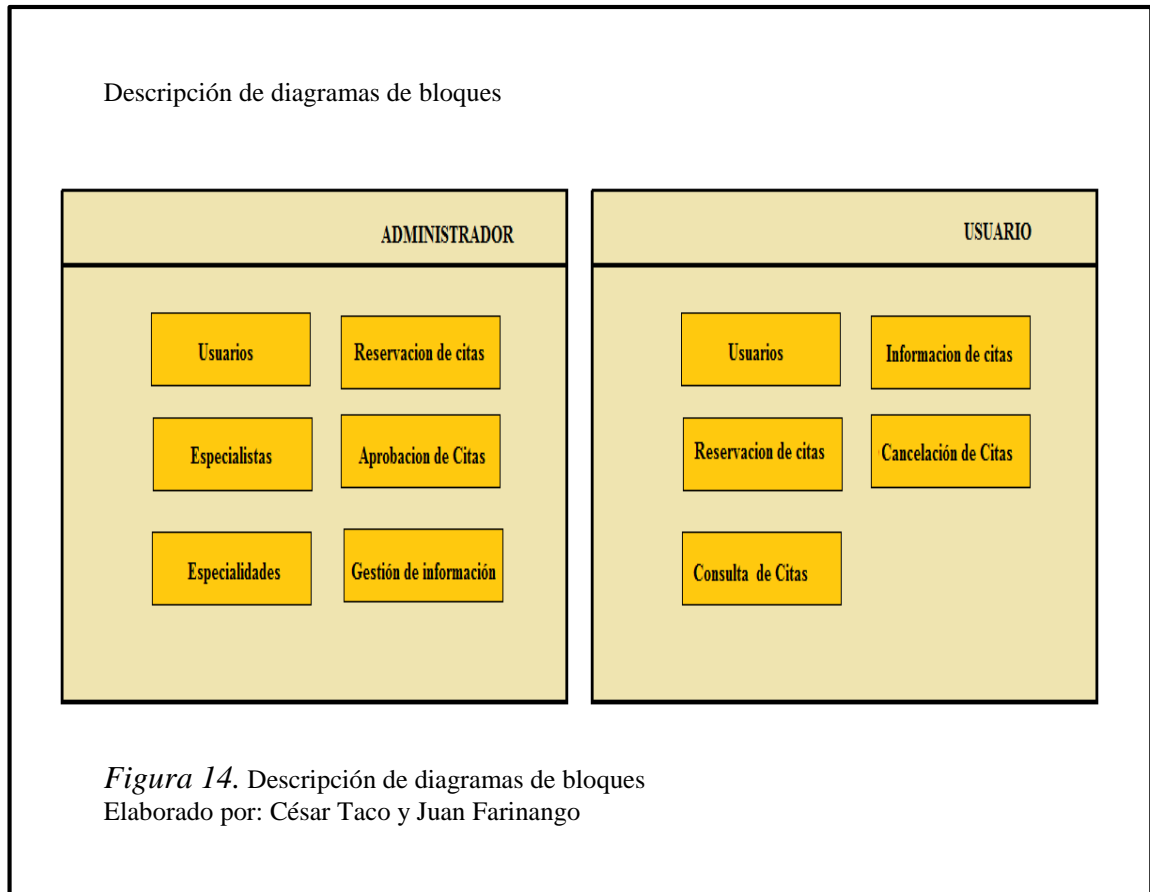 Descripción de diagramas de bloques
ADMINISTRADOR
Usuarios
Reservacion de citas
Especialistas
Aprobacion de Citas
Especialidades
Gestión de información
USUARIO
Usuarios
Informacion de citas
Reservacion de citas
Cancelación de Citas
Consulta de Citas
Figura 14. Descripción de diagramas de bloques
Elaborado por: César Taco y Juan Farinango